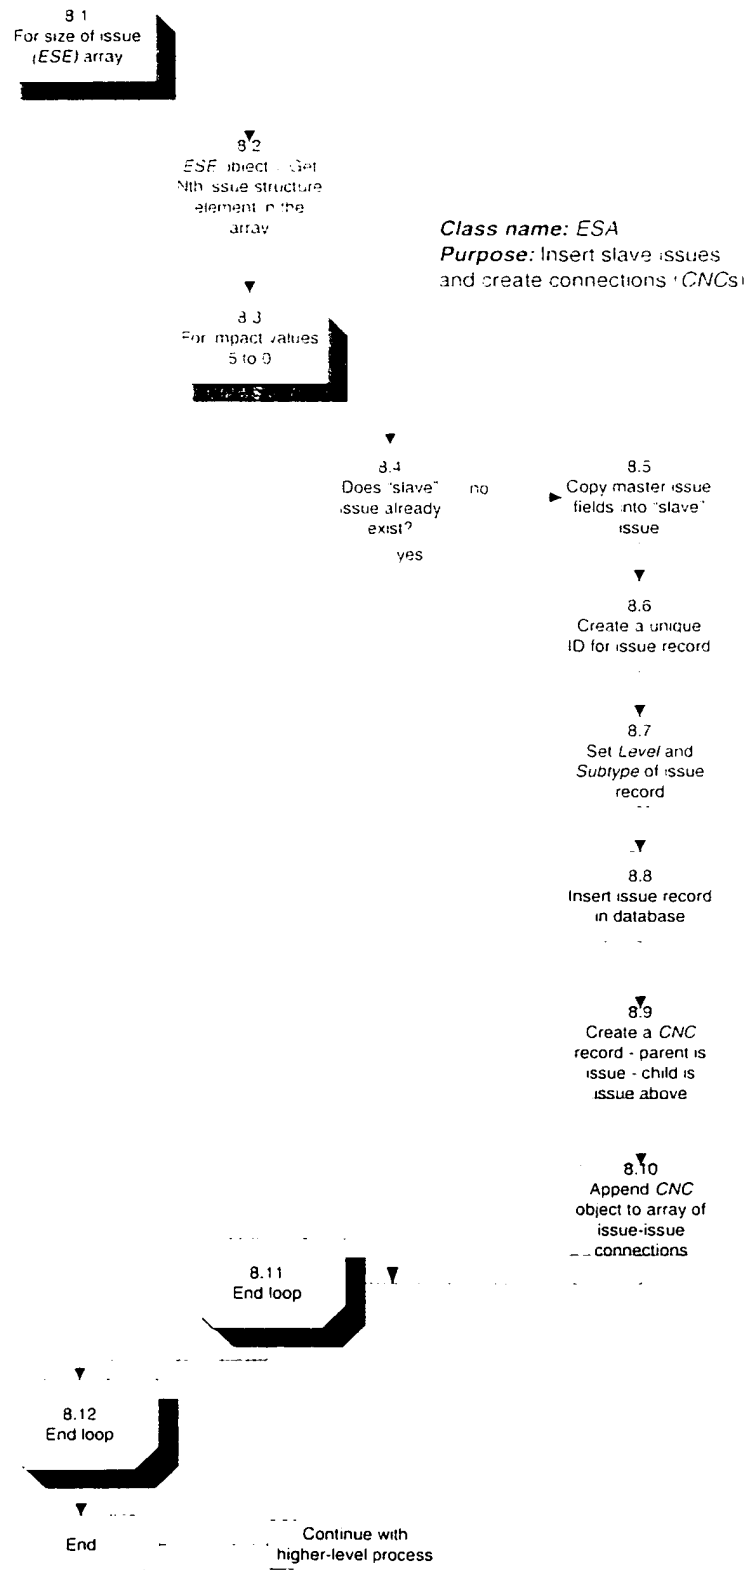 8.1
For size of issue
(ESE) array
8.2
ESE object - Get
Nth issue structure
element in the
array
Class name: ESA
Purpose: Insert slave issues
and create connections (CNCs)
8.3
For impact values
5 to 0
8.4
Does "slave"
issue already
exist?
no
yes
8.5
Copy master issue
fields into "slave"
issue
8.6
Create a unique
ID for issue record
8.7
Set Level and
Subtype of issue
record
8.8
Insert issue record
in database
8.9
Create a CNC
record - parent is
issue - child is
issue above
8.10
Append CNC
object to array of
issue-issue
connections
8.11
End loop
8.12
End loop
End
Continue with
higher-level process